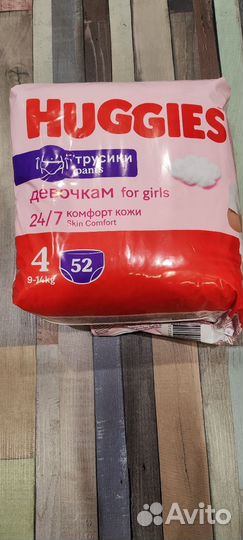 HUGGIES
трусики
pants
девочкам for girls
24/7 комфорт кожи
Skin Comfort
4
52
9-14kg
Avito